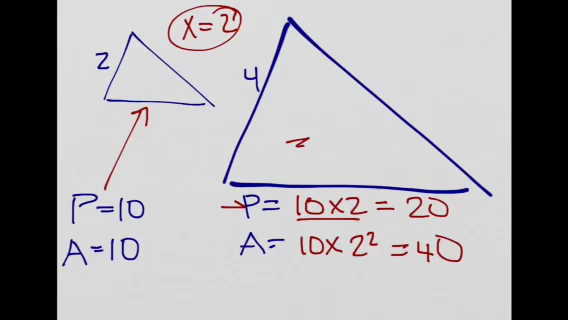 x=2
2
4
P=10
P= 10x2 = 20
A=10
A= 10x2² =40